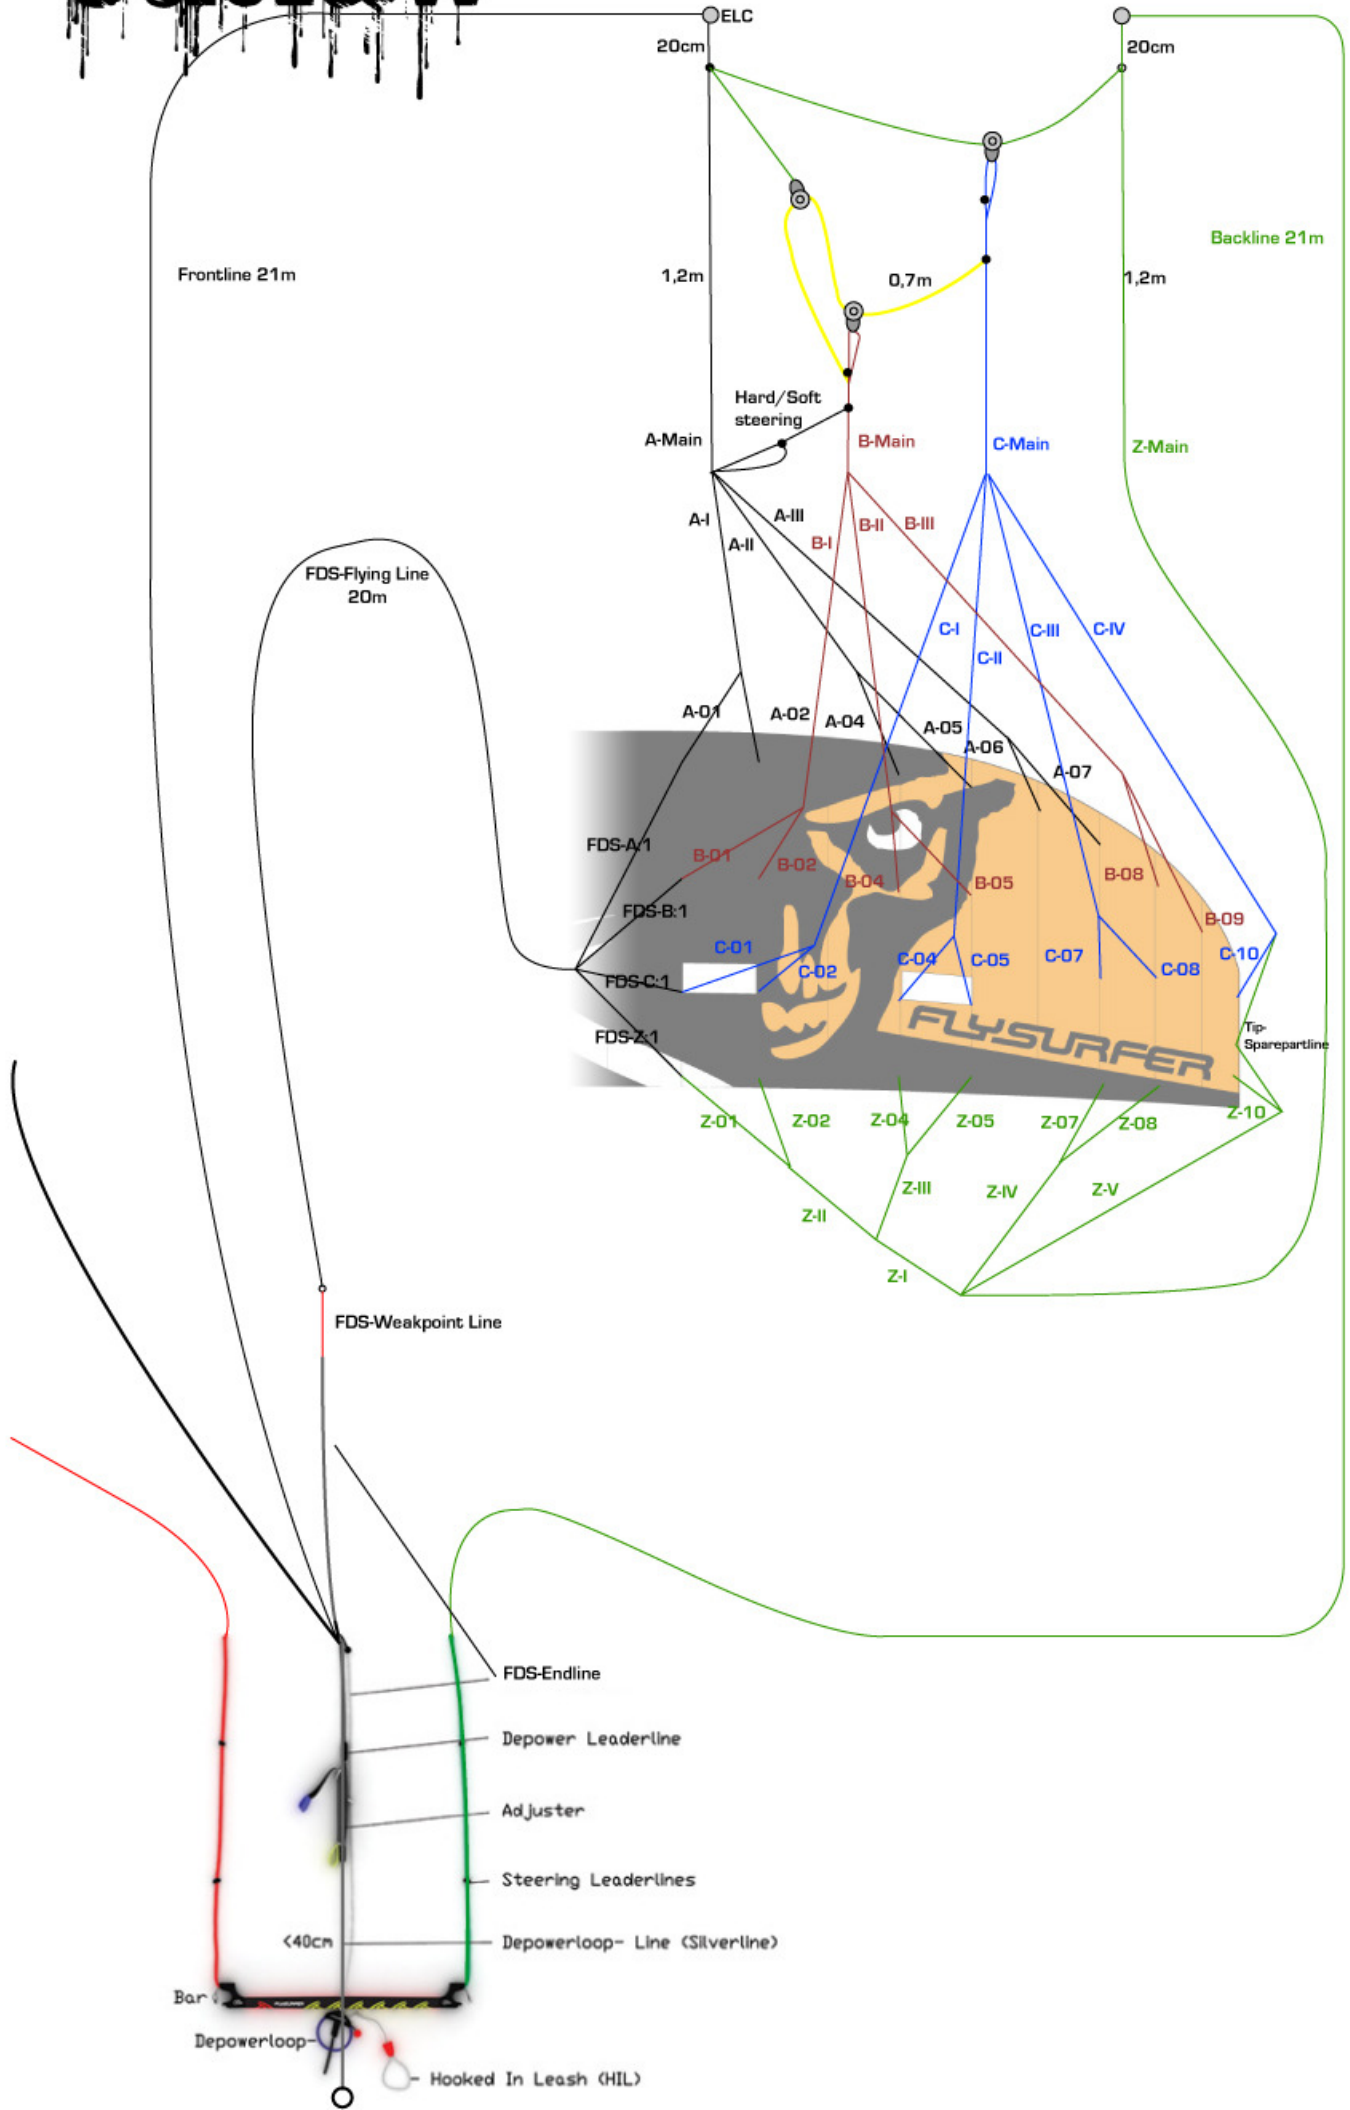 ELC
20cm
20cm
Frontline 21m
1,2m
0,7m
1,2m
Backline 21m
Hard/Soft
steering
A-Main
B-Main
C-Main
Z-Main
A-I
A-II
A-III
B-I
B-II
B-III
FDS-Flying Line
20m
C-I
C-II
C-III
C-IV
A-01
A-02
A-04
A-05
A-06
A-07
FDS-A:1
B-01
B-02
B-04
B-05
B-08
B-09
FDS-B:1
C-01
C-02
C-04
C-05
C-07
C-08
C-10
FDS-C:1
FDS-Z:1
FLYSURFER
Tip-
Sparepartline
Z-01
Z-02
Z-04
Z-05
Z-07
Z-08
Z-10
Z-II
Z-III
Z-IV
Z-V
Z-I
FDS-Weakpoint Line
FDS-Endline
Depower Leaderline
Adjuster
Steering Leaderlines
<40cm
Depowerloop- Line (Silverline)
Bar
FLYSURFER
Depowerloop-
- Hooked In Leash (HIL)